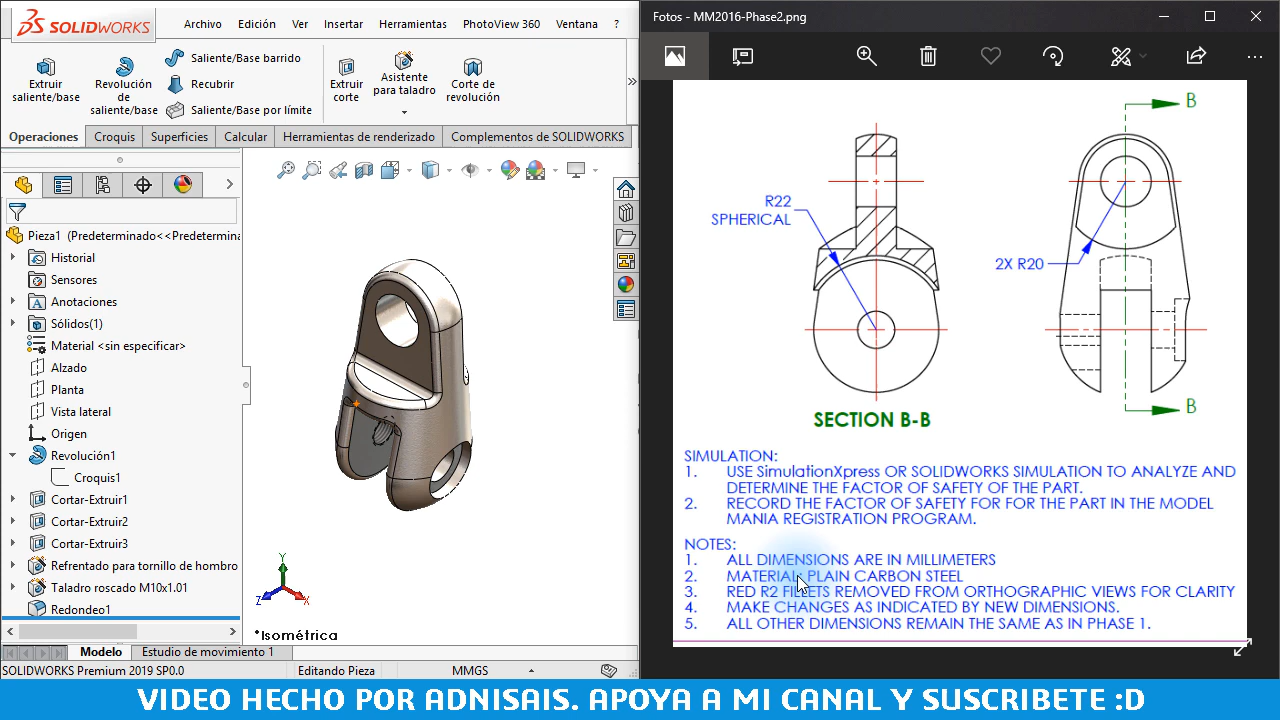 SOLIDWORKS
Archivo Edición Ver Insertar Herramientas PhotoView 360 Ventana ?
Extruir saliente/base
Revolución de saliente/base
Saliente/Base barrido
Recubrir
Saliente/Base por límite
Extruir corte
Asistente para taladro
Corte de revolución
Operaciones Croquis Superficies Calcular Herramientas de renderizado Complementos de SOLIDWORKS
Pieza1 (Predeterminado<<Predetermina
Historial
Sensores
Anotaciones
Sólidos(1)
Material <sin especificar>
Alzado
Planta
Vista lateral
Origen
Revolución1
Croquis1
Cortar-Extruir1
Cortar-Extruir2
Cortar-Extruir3
Refrentado para tornillo de hombro
Taladro roscado M10x1.01
Redondeo1
Y
Z
X
*Isométrica
Modelo Estudio de movimiento 1
SOLIDWORKS Premium 2019 SP0.0 Editando Pieza MMGS
Fotos - MM2016-Phase2.png
B
R22
SPHERICAL
2X R20
B
SECTION B-B
SIMULATION:
1. USE SimulationXpress OR SOLIDWORKS SIMULATION TO ANALYZE AND
DETERMINE THE FACTOR OF SAFETY OF THE PART.
2. RECORD THE FACTOR OF SAFETY FOR FOR THE PART IN THE MODEL
MANIA REGISTRATION PROGRAM.
NOTES:
1. ALL DIMENSIONS ARE IN MILLIMETERS
2. MATERIAL: PLAIN CARBON STEEL
3. RED R2 FILLETS REMOVED FROM ORTHOGRAPHIC VIEWS FOR CLARITY
4. MAKE CHANGES AS INDICATED BY NEW DIMENSIONS.
5. ALL OTHER DIMENSIONS REMAIN THE SAME AS IN PHASE 1.
VIDEO HECHO POR ADNISAIS. APOYA A MI CANAL Y SUSCRIBETE :D